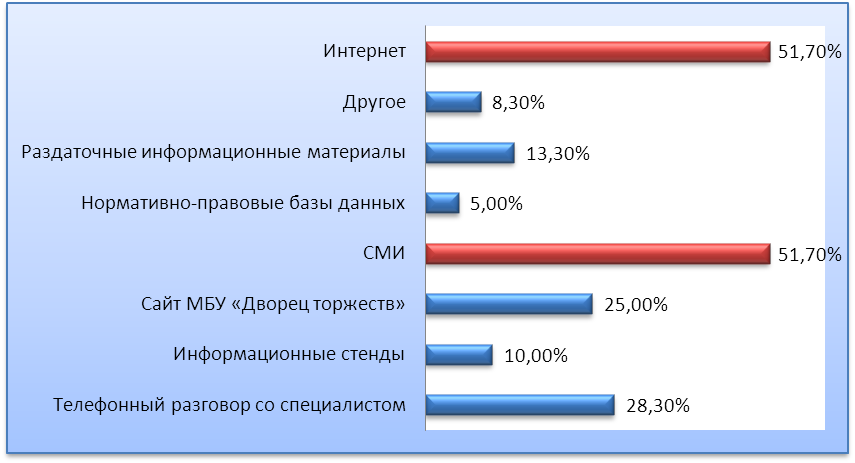 Интернет 51,70%
Другое 8,30%
Раздаточные информационные материалы 13,30%
Нормативно-правовые базы данных 5,00%
СМИ 51,70%
Сайт МБУ «Дворец торжеств» 25,00%
Информационные стенды 10,00%
Телефонный разговор со специалистом 28,30%